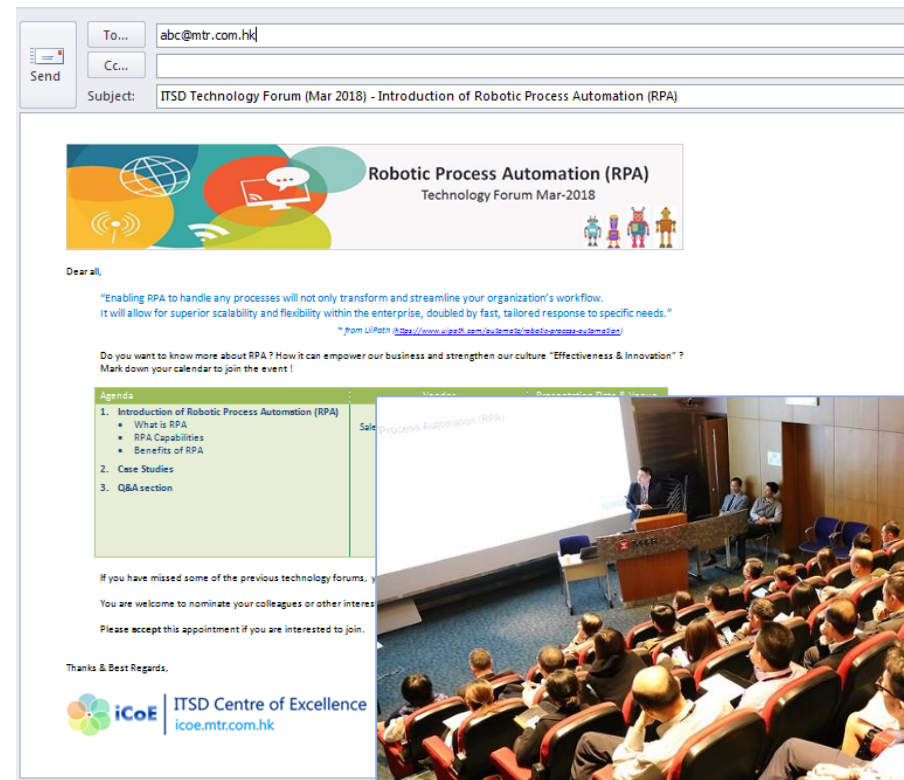 To...
abc@mtr.com.hk
Cc...
Send
Subject:
ITSD Technology Forum (Mar 2018) - Introduction of Robotic Process Automation (RPA)
Robotic Process Automation (RPA)
Technology Forum Mar-2018
Dear all,
“Enabling RPA to handle any processes will not only transform and streamline your organization’s workflow.
It will allow for superior scalability and flexibility within the enterprise, doubled by fast, tailored response to specific needs.”
~ from UiPath (https://www.uipath.com/automate/robotic-process-automation)
Do you want to know more about RPA ? How it can empower our business and strengthen our culture “Effectiveness & Innovation” ?
Mark down your calendar to join the event !
Agenda Vendor Presentation Date & Venue
1. Introduction of Robotic Process Automation (RPA)
• What is RPA
Sale
Process Automation (RPA)
• RPA Capabilities
• Benefits of RPA
2. Case Studies
3. Q&A section
MTR
If you have missed some of the previous technology forums, y
You are welcome to nominate your colleagues or other interes
Please accept this appointment if you are interested to join.
Thanks & Best Regards,
iCoE
ITSD Centre of Excellence
icoe.mtr.com.hk